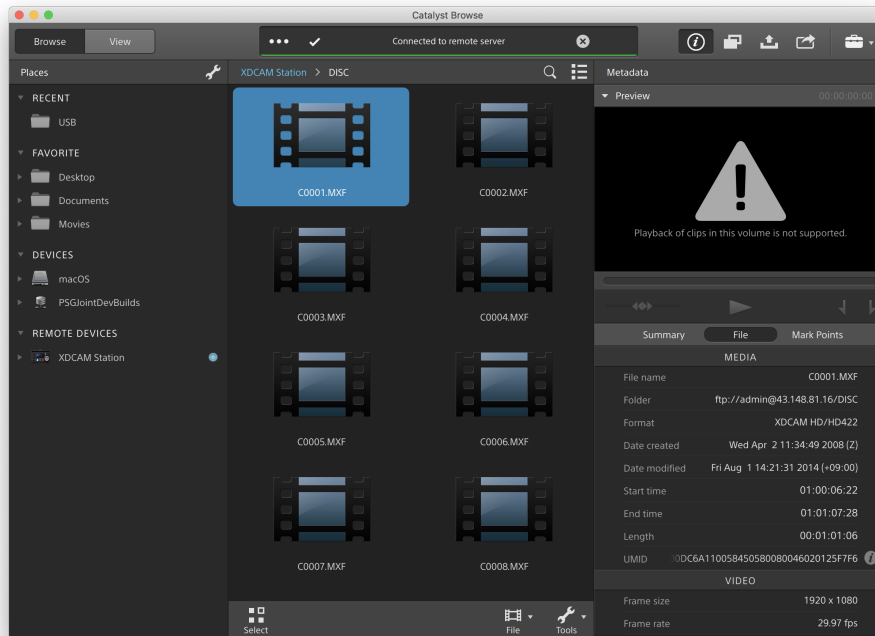 Catalyst Browse
Browse
View
Connected to remote server
Places
XDCAM Station > DISC
Metadata
RECENT
USB
FAVORITE
Desktop
Documents
Movies
DEVICES
macOS
PSGJointDevBuilds
REMOTE DEVICES
XDCAM Station
C0001.MXF
C0002.MXF
C0003.MXF
C0004.MXF
C0005.MXF
C0006.MXF
C0007.MXF
C0008.MXF
Select
File
Tools
Preview
00:00:00:00
Playback of clips in this volume is not supported.
Summary
File
Mark Points
MEDIA
File name C0001.MXF
Folder ftp://admin@43.148.81.16/DISC
Format XDCAM HD/HD422
Date created Wed Apr 2 11:34:49 2008 (Z)
Date modified Fri Aug 1 14:21:31 2014 (+09:00)
Start time 01:00:06:22
End time 01:01:07:28
Length 00:01:01:06
UMID 0DC6A110058450580080046020125F7F6
VIDEO
Frame size 1920 x 1080
Frame rate 29.97 fps